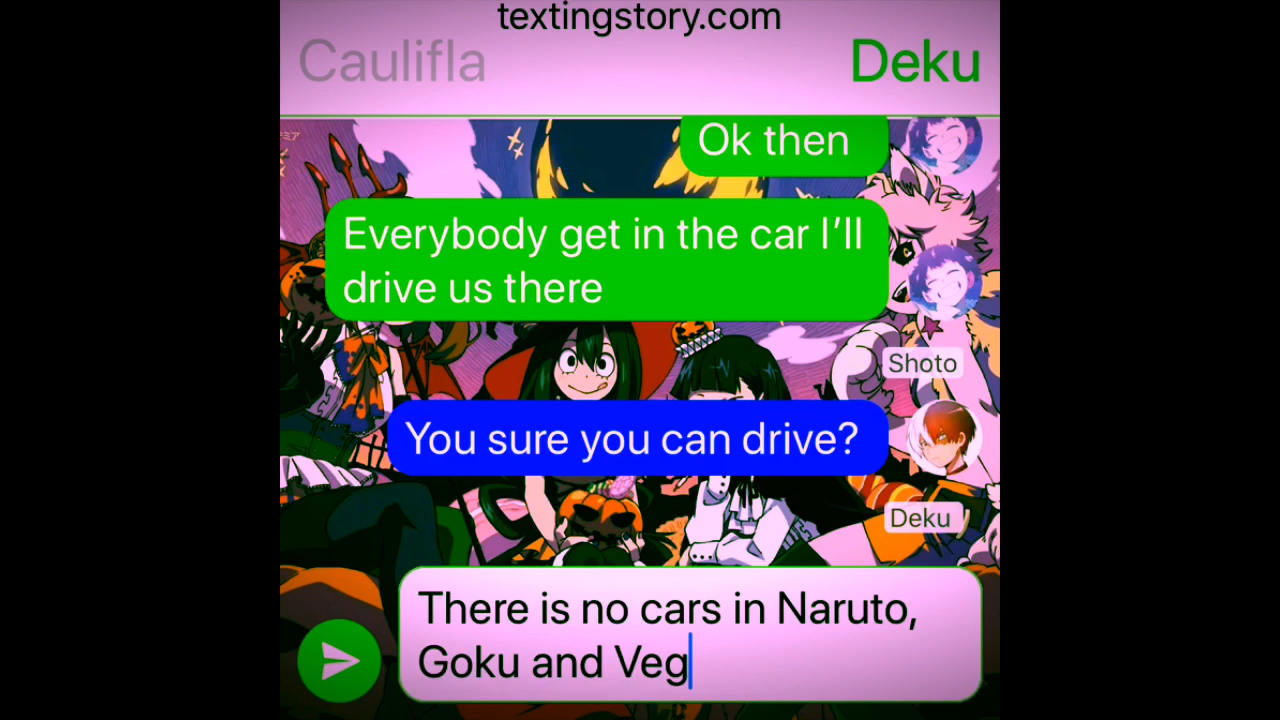 textingstory.com
Caulifla
Deku
Ok then
Everybody get in the car I’ll
drive us there
Shoto
You sure you can drive?
Deku
There is no cars in Naruto,
Goku and Veg